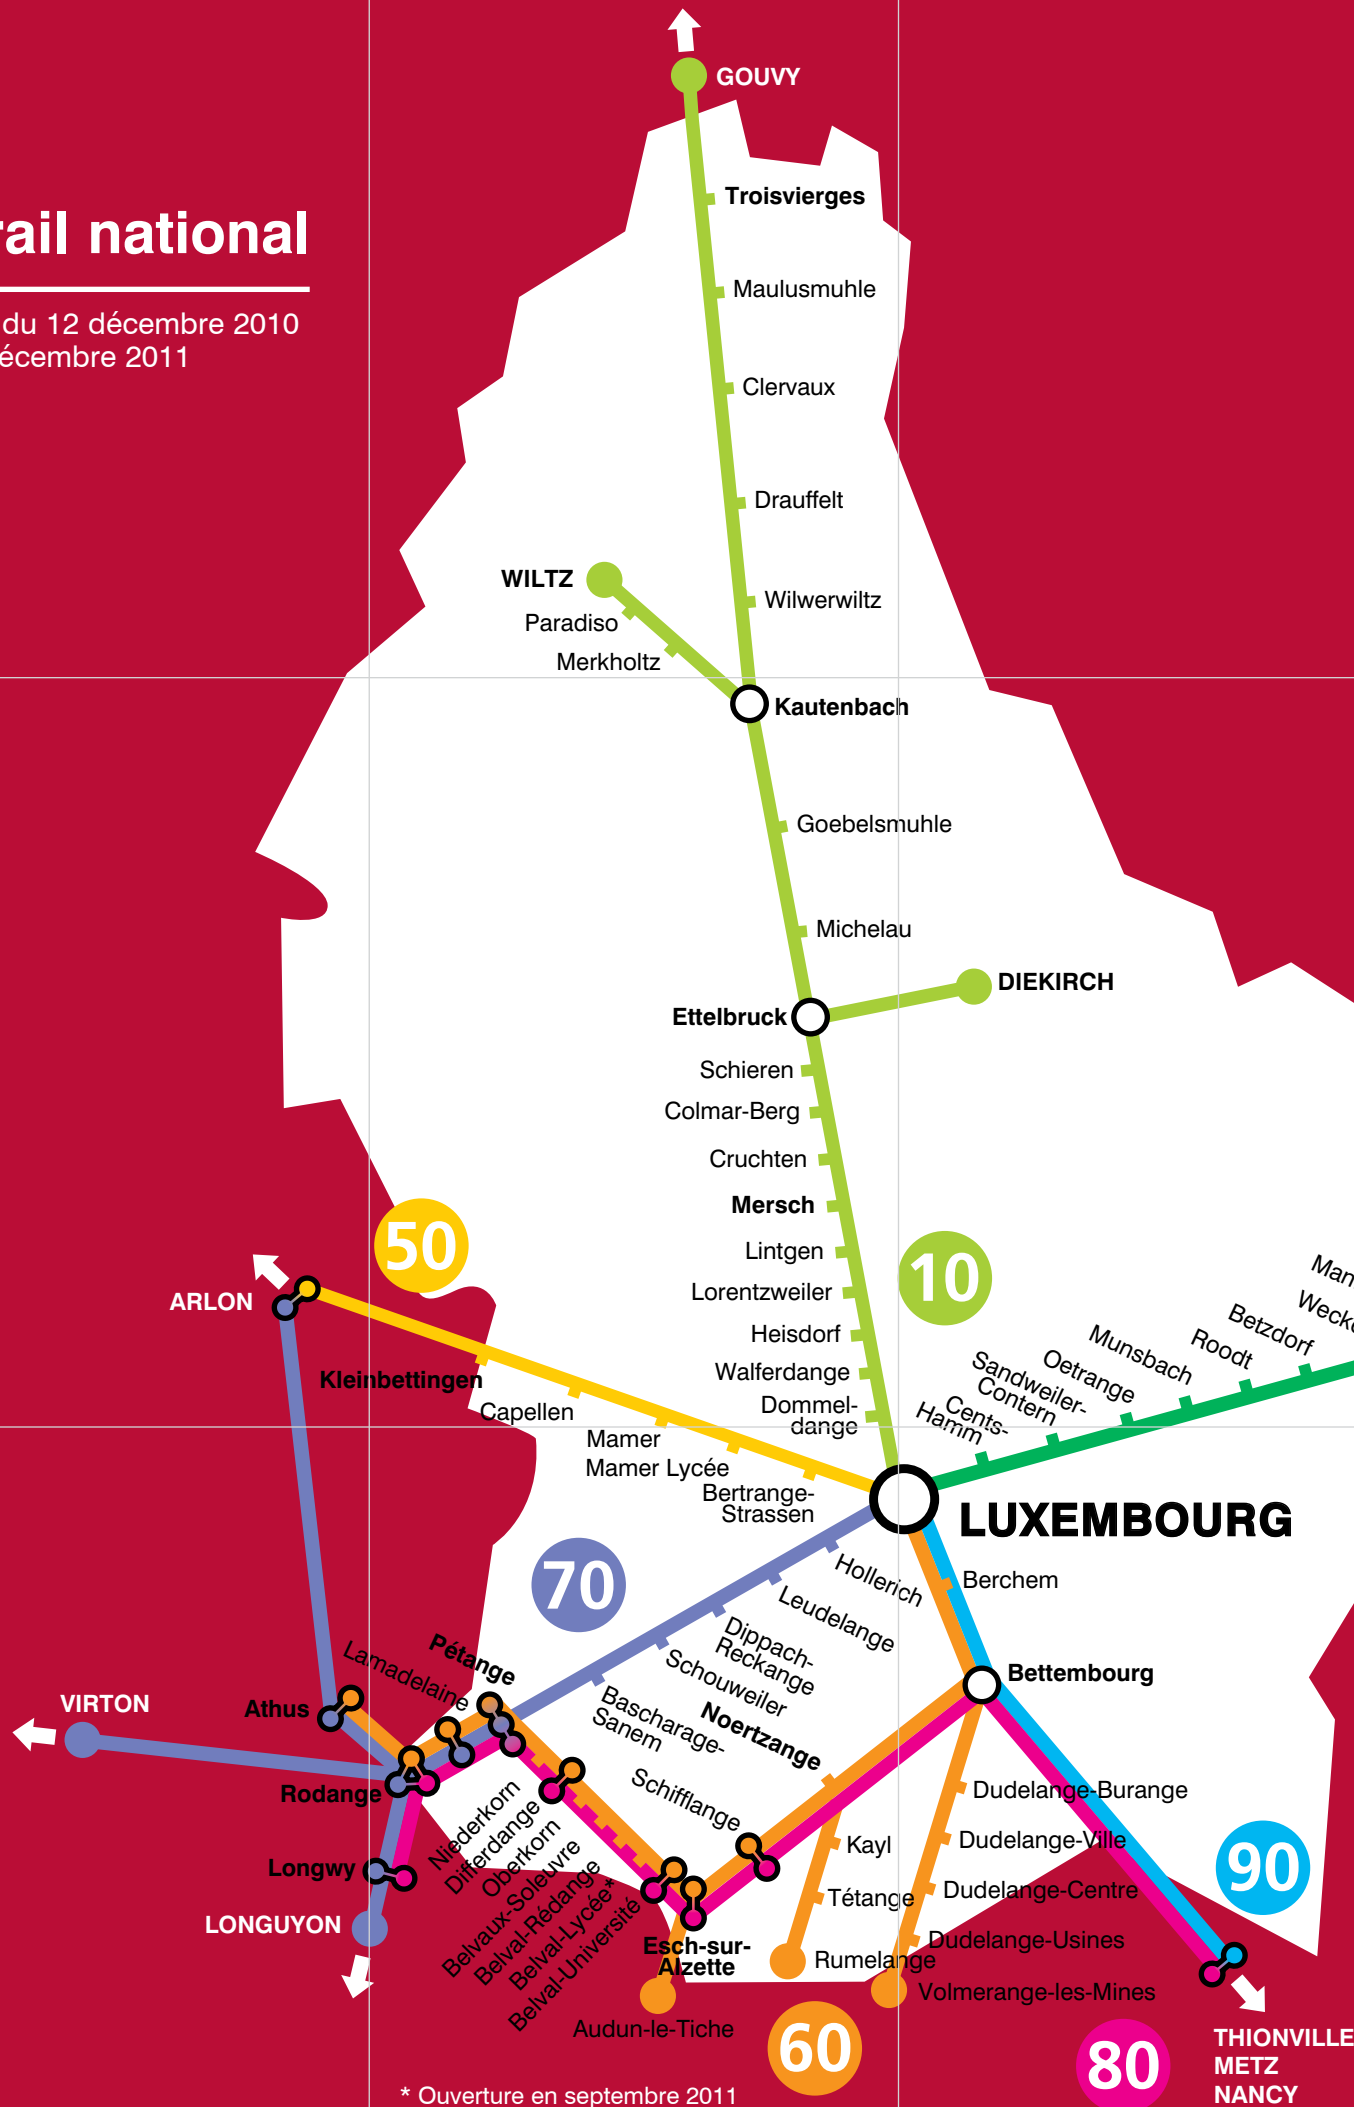 GOUVY
Troisvierges
rail national
Maulusmuhle
du 12 décembre 2010
écembre 2011
Clervaux
Drauffelt
WILTZ
Wilwerwiltz
Paradiso
Merkholtz
Kautenbach
Goebelsmuhle
Michelau
DIEKIRCH
Ettelbruck
Schieren
Colmar-Berg
Cruchten
Mersch
50
Lintgen
10
ARLON
Lorentzweiler
Heisdorf
Walferdange
Dommel-
dange
Kleinbettingen
Capellen
Mamer
Mamer Lycée
Bertrange-
Strassen
Cents-
Hamm
Sandweiler-
Contern
Oetrange
Munsbach
Roodt
Betzdorf
LUXEMBOURG
70
Hollerich
Leudelange
Dippach-
Reckange
Schouweiler
Bascharage-
Sanem
Berchem
Bettembourg
Pétange
Lamadelaine
Athus
VIRTON
Rodange
Longwy
LONGUYON
Noertzange
Schifflange
Niederkorn
Differdange
Oberkorn
Belvaux-Soleuvre
Belval-Rédange
Belval-Lycée*
Belval-Université
Esch-sur-
Alzette
Audun-le-Tiche
Kayl
Tétange
Rumelange
Dudelange-Burange
Dudelange-Ville
Dudelange-Centre
Dudelange-Usines
Volmerange-les-Mines
90
60
80
THIONVILLE
METZ
NANCY
* Ouverture en septembre 2011